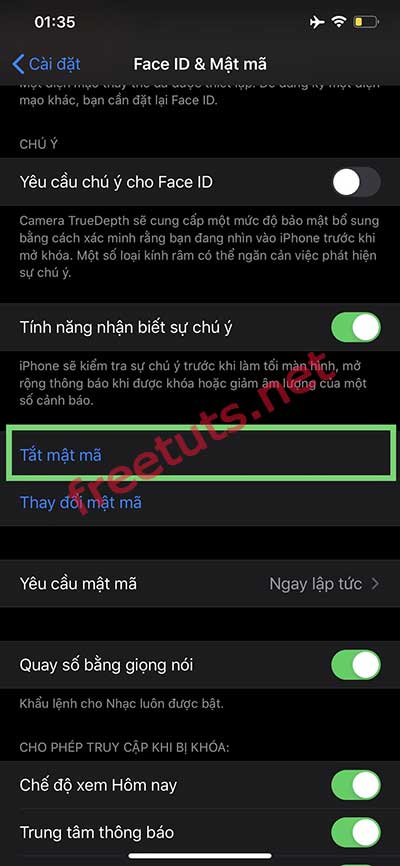 01:35
Cài đặt
Face ID & Mật mã
mạo khác, bạn cần đặt lại Face ID.
CHÚ Ý
Yêu cầu chú ý cho Face ID
Camera TrueDepth sẽ cung cấp một mức độ bảo mật bổ sung
bằng cách xác minh rằng bạn đang nhìn vào iPhone trước khi
mở khóa. Một số loại kính râm có thể ngăn cản việc phát hiện
sự chú ý.
Tính năng nhận biết sự chú ý
iPhone sẽ kiểm tra sự chú ý trước khi làm tối màn hình, mở
rộng thông báo khi được khóa hoặc giảm âm lượng của một
số cảnh báo.
Tắt mật mã
freetuts.net
Thay đổi mật mã
Yêu cầu mật mã
Ngay lập tức
Quay số bằng giọng nói
Khẩu lệnh cho Nhạc luôn được bật.
CHO PHÉP TRUY CẬP KHI BỊ KHÓA:
Chế độ xem Hôm nay
Trung tâm thông báo